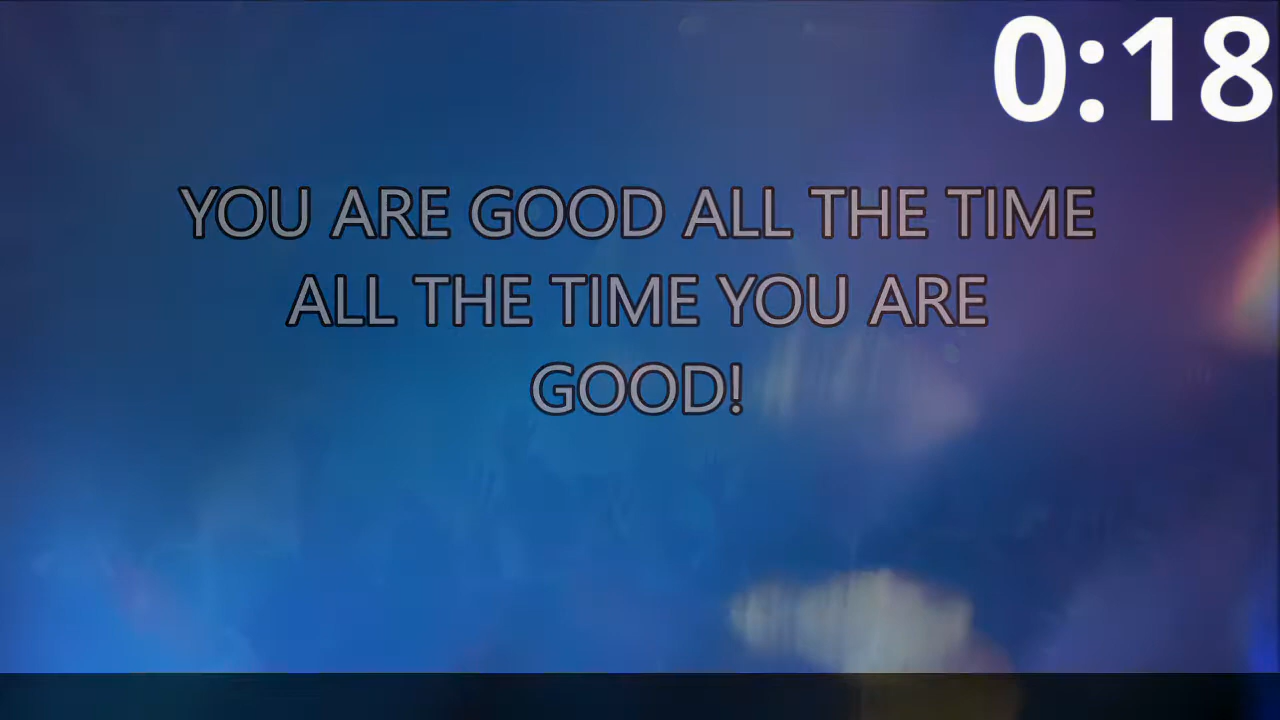 0:18
YOU ARE GOOD ALL THE TIME
ALL THE TIME YOU ARE
GOOD!